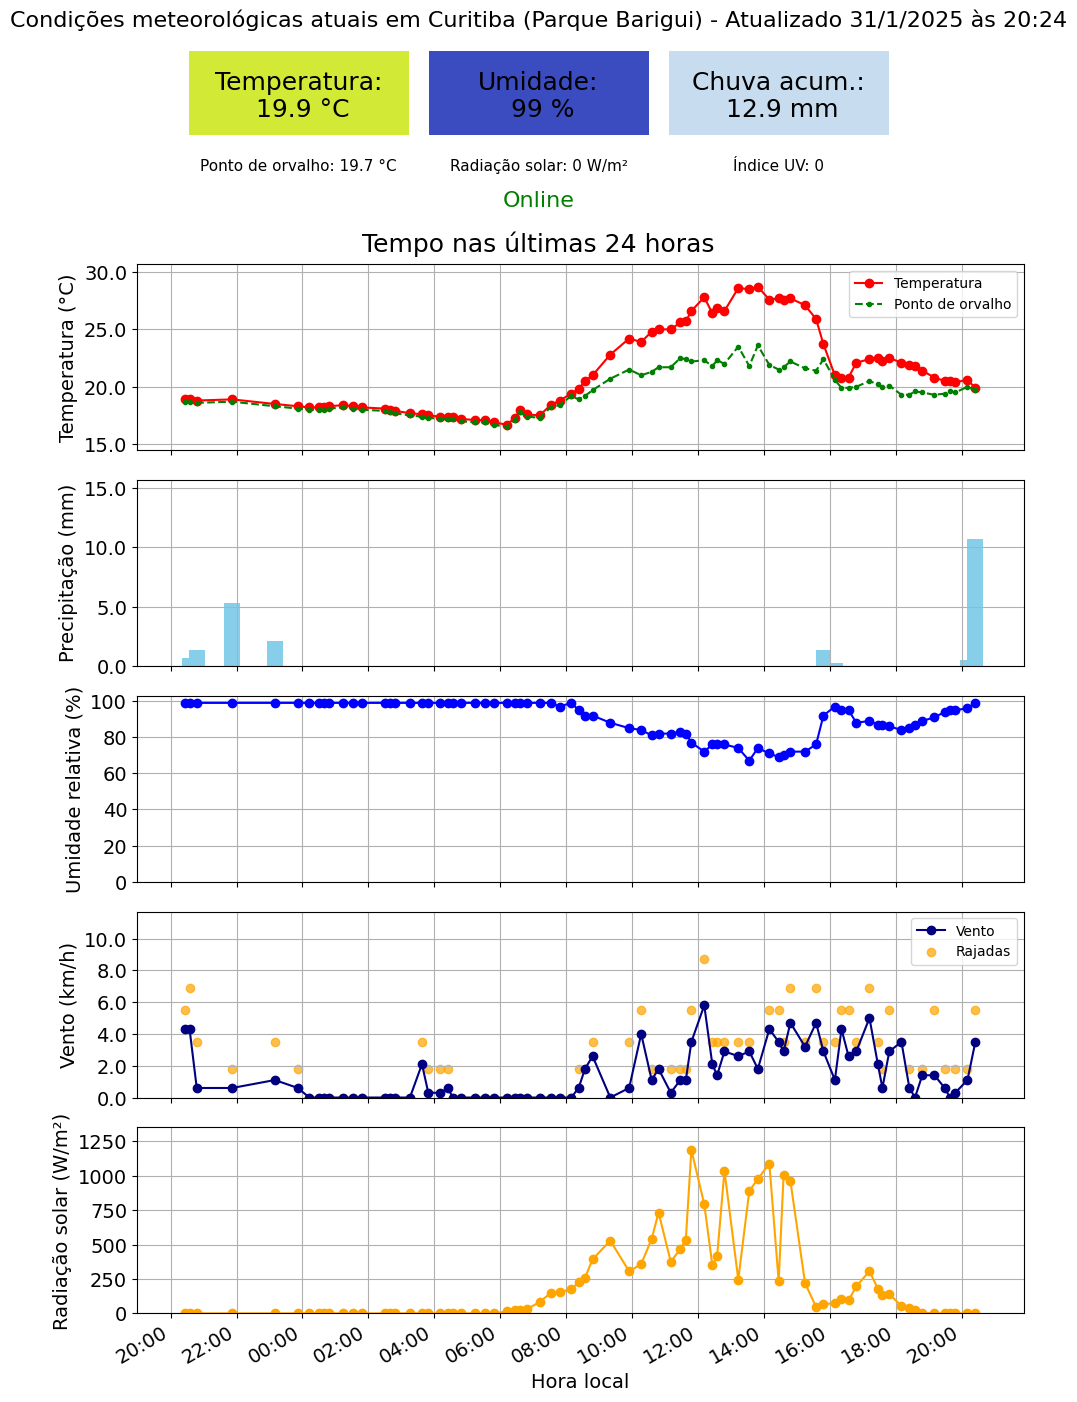 Condições meteorológicas atuais em Curitiba (Parque Barigui) - Atualizado 31/1/2025 às 20:24
Temperatura:
19.9 °C
Umidade:
99 %
Chuva acum.:
12.9 mm
Ponto de orvalho: 19.7 °C
Radiação solar: 0 W/m²
Índice UV: 0
Online
Tempo nas últimas 24 horas
Temperatura (°C)
30.0
25.0
20.0
15.0
Temperatura
Ponto de orvalho
Precipitação (mm)
15.0
10.0
5.0
0.0
Umidade relativa (%)
100
80
60
40
20
0
Vento (km/h)
10.0
8.0
6.0
4.0
2.0
0.0
Vento
Rajadas
Radiação solar (W/m²)
1250
1000
750
500
250
0
20:00 22:00 00:00 02:00 04:00 06:00 08:00 10:00 12:00 14:00 16:00 18:00 20:00
Hora local